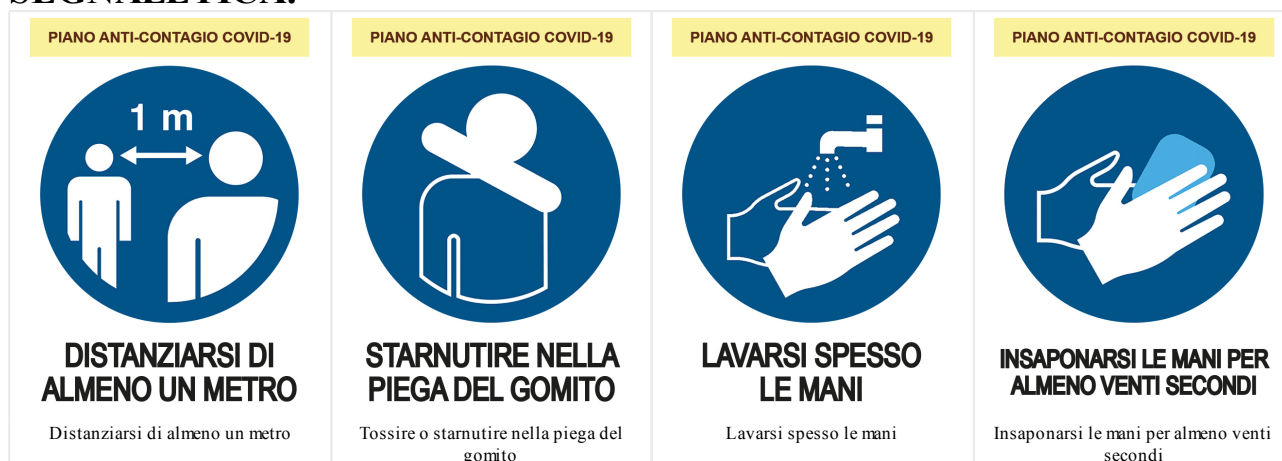 SEGNALETICA:
PIANO ANTI-CONTAGIO COVID-19
1 m
DISTANZIARSI DI
ALMENO UN METRO
Distanziarsi di almeno un metro
PIANO ANTI-CONTAGIO COVID-19
STARNUTIRE NELLA
PIEGA DEL GOMITO
Tossire o starnutire nella piega del
gomito
PIANO ANTI-CONTAGIO COVID-19
LAVARSI SPESSO
LE MANI
Lavarsi spesso le mani
PIANO ANTI-CONTAGIO COVID-19
INSAPONARSI LE MANI PER
ALMENO VENTI SECONDI
Insaponarsi le mani per almeno venti
secondi